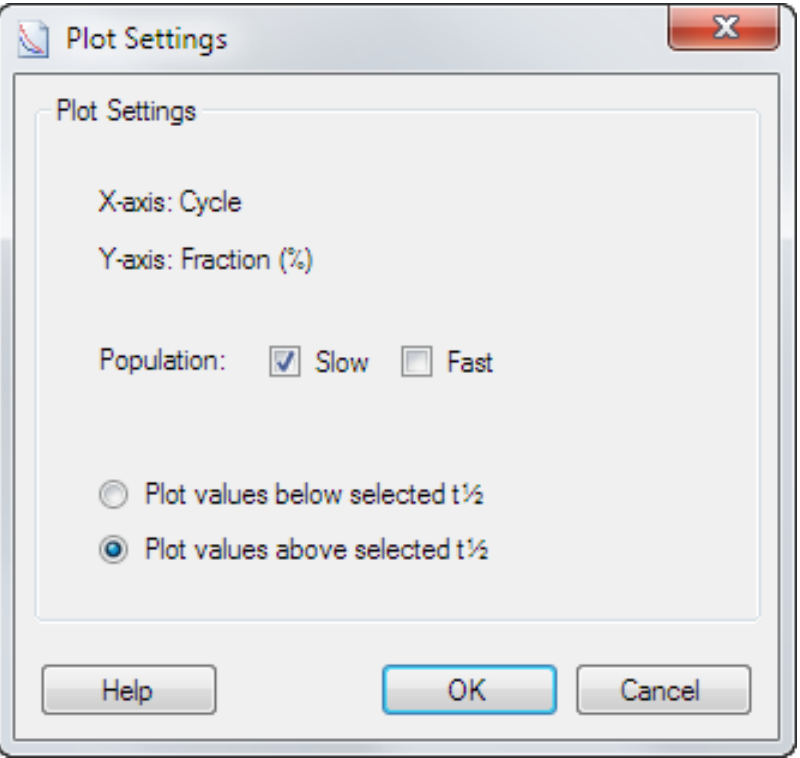 Plot Settings
Plot Settings
X-axis: Cycle
Y-axis: Fraction (%)
Population: Slow Fast
Plot values below selected t½
Plot values above selected t½
Help OK Cancel